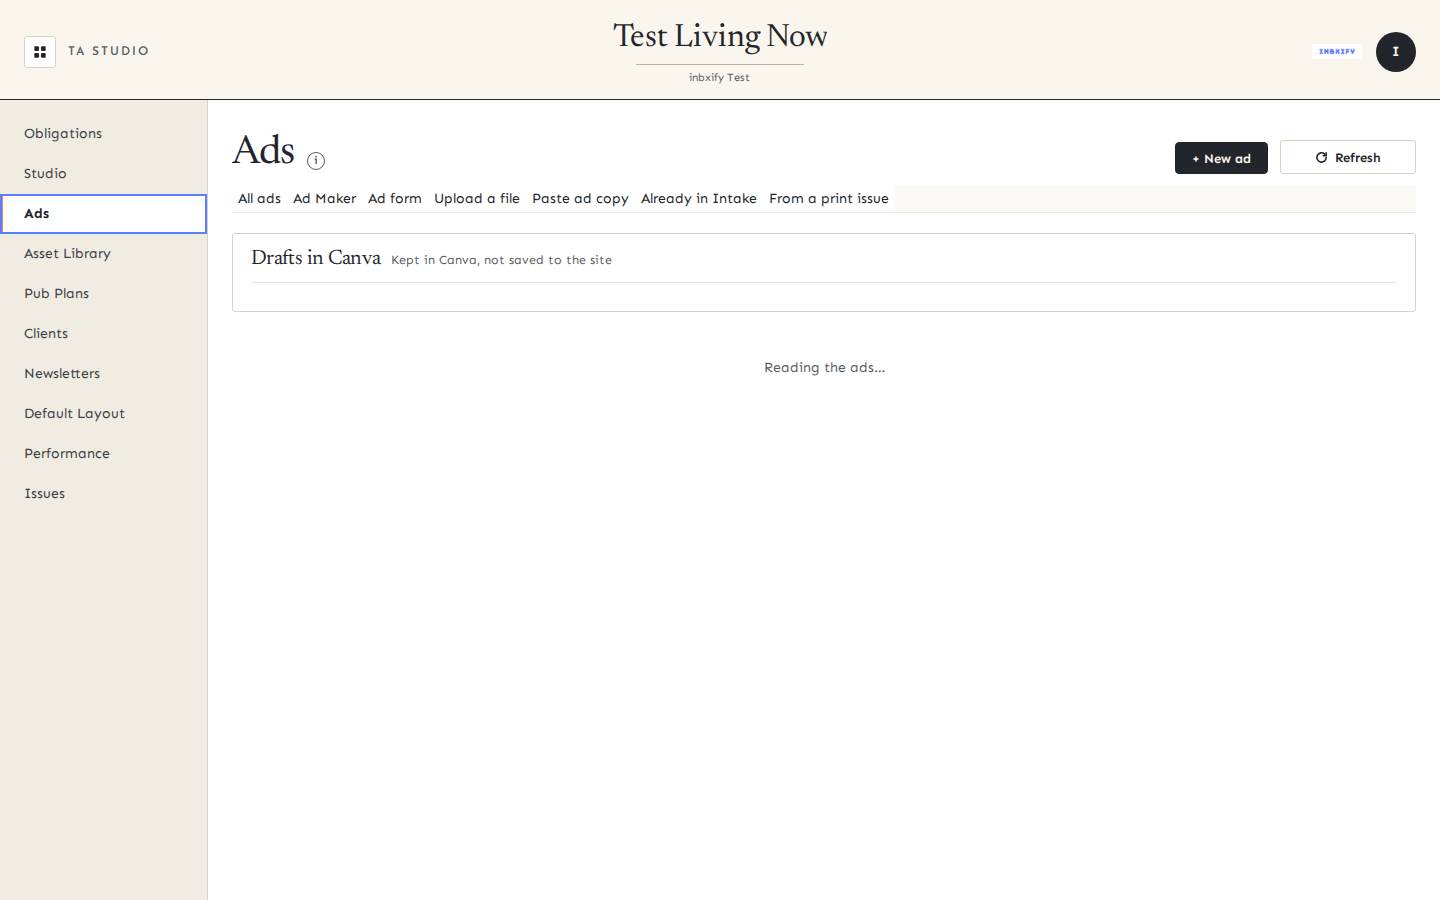 TA STUDIO
Test Living Now
inbxify Test
INBXIFY
I
Obligations
Studio
Ads
Asset Library
Pub Plans
Clients
Newsletters
Default Layout
Performance
Issues
Ads i
+ New ad
Refresh
All ads Ad Maker Ad form Upload a file Paste ad copy Already in Intake From a print issue
Drafts in Canva Kept in Canva, not saved to the site
Reading the ads...